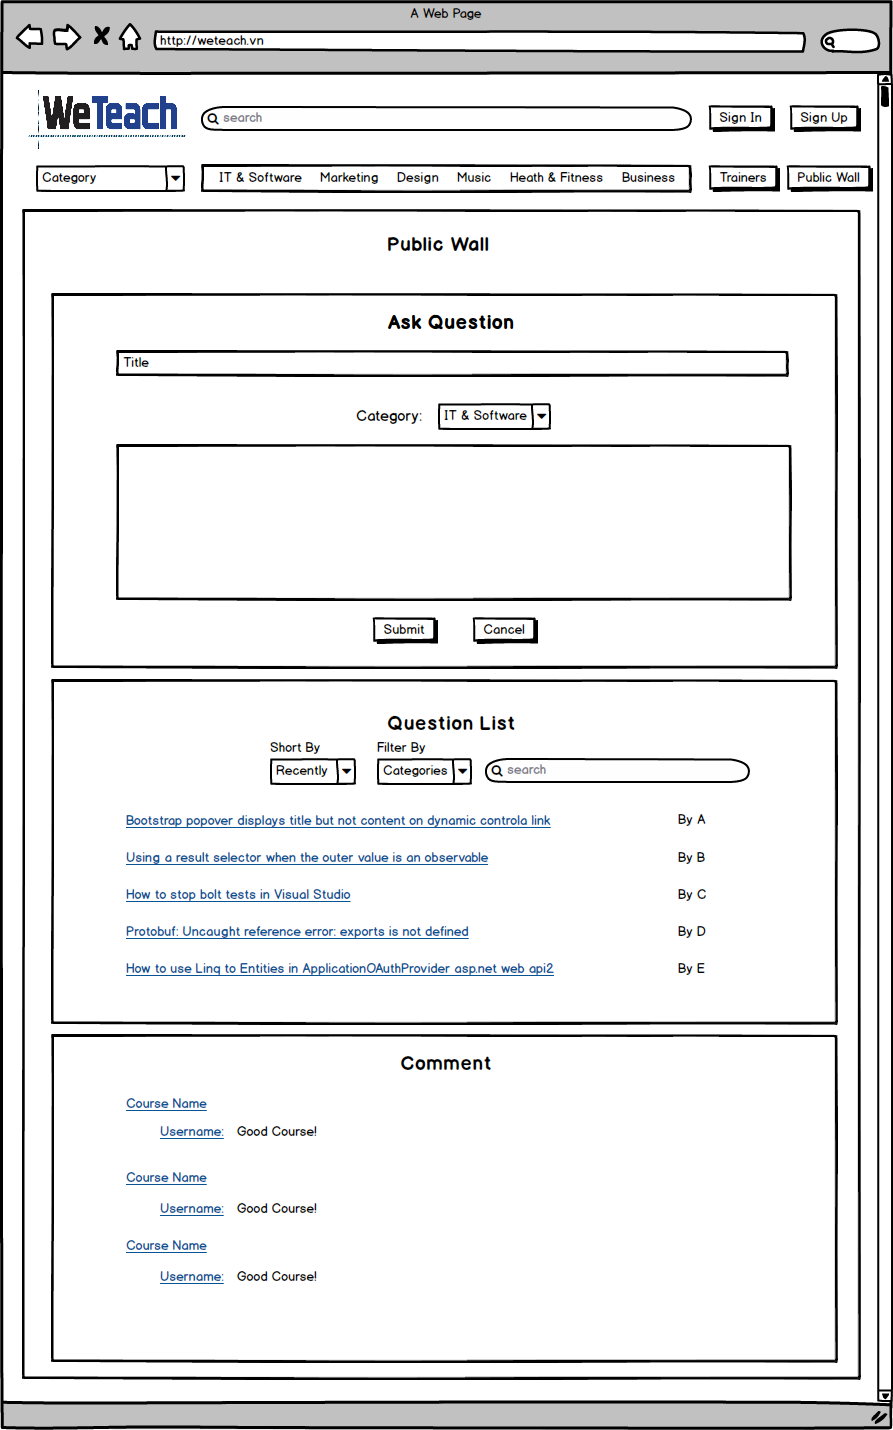 A Web Page
http://weteach.vn
WeTeach
search
Sign In
Sign Up
Category
IT & Software Marketing Design Music Heath & Fitness Business
Trainers
Public Wall
Public Wall
Ask Question
Title
Category: IT & Software
Submit
Cancel
Question List
Short By
Filter By
Recently
Categories
search
Bootstrap popover displays title but not content on dynamic controla link By A
Using a result selector when the outer value is an observable By B
How to stop bolt tests in Visual Studio By C
Protobuf: Uncaught reference error: exports is not defined By D
How to use Linq to Entities in ApplicationOAuthProvider asp.net web api2 By E
Comment
Course Name
Username: Good Course!
Course Name
Username: Good Course!
Course Name
Username: Good Course!